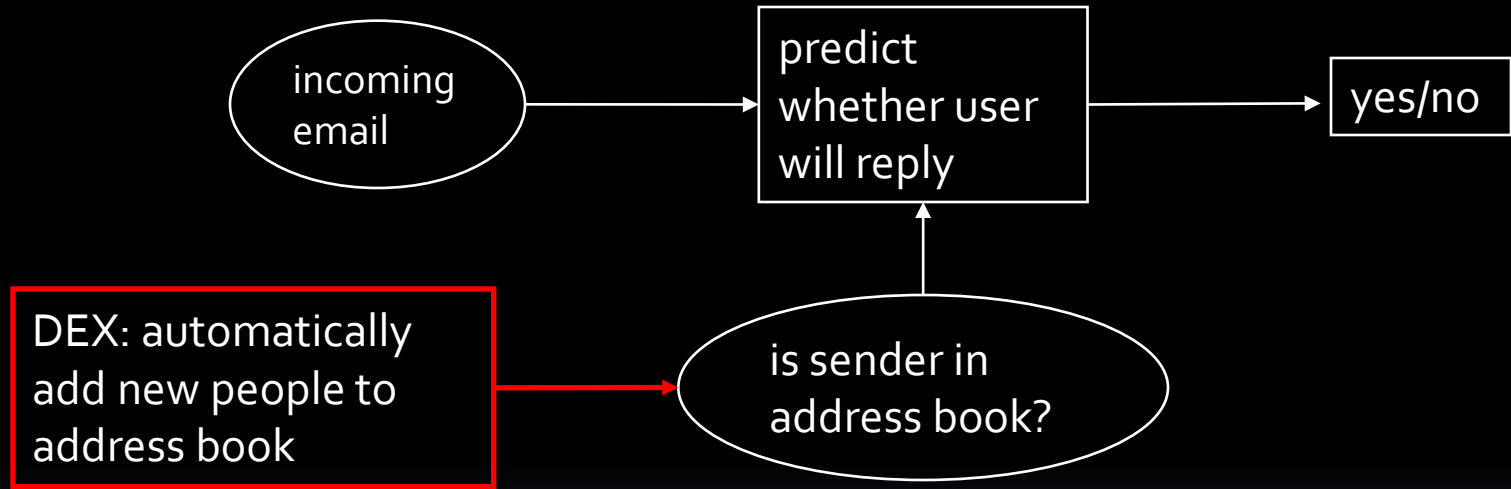 incoming
email
predict
whether user
will reply
yes/no
DEX: automatically
add new people to
address book
is sender in
address book?